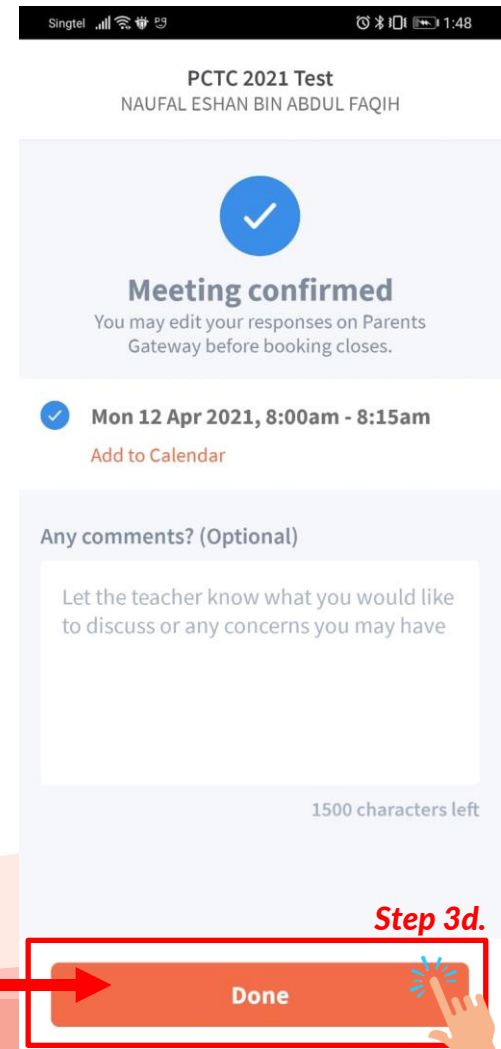 Singtel 1:48
PCTC 2021 Test
NAUFAL ESHAN BIN ABDUL FAQIH
Meeting confirmed
You may edit your responses on Parents
Gateway before booking closes.
Mon 12 Apr 2021, 8:00am - 8:15am
Add to Calendar
Any comments? (Optional)
Let the teacher know what you would like
to discuss or any concerns you may have
1500 characters left
Step 3d.
Done